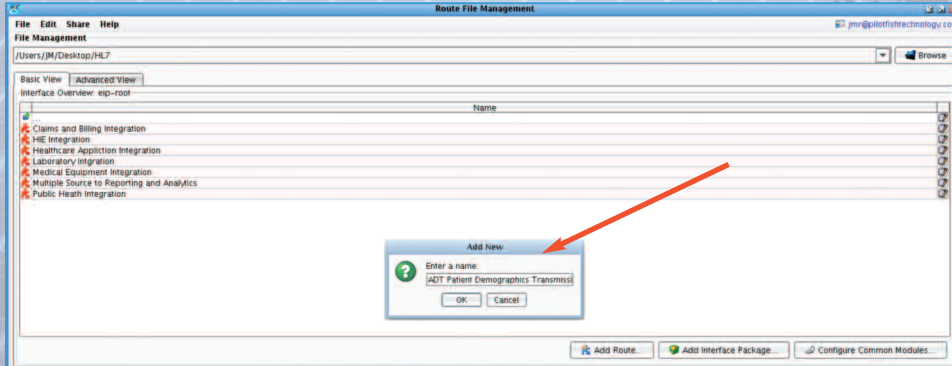 Route File Management
File Edit Share Help
jmr@pilotfishtechnology.co
File Management
/Users/JM/Desktop/HL7
Browse
Basic View Advanced View
Interface Overview: eip-root
Name
...
Claims and Billing Integration
HIE Integration
Healthcare Appliction Integration
Laboratory Intgration
Medical Equipment Integration
Multiple Source to Reporting and Analytics
Public Heath Integration
Add New
Enter a name:
ADT Patient Demographics Transmissi
OK Cancel
Add Route... Add Interface Package... Configure Common Modules...